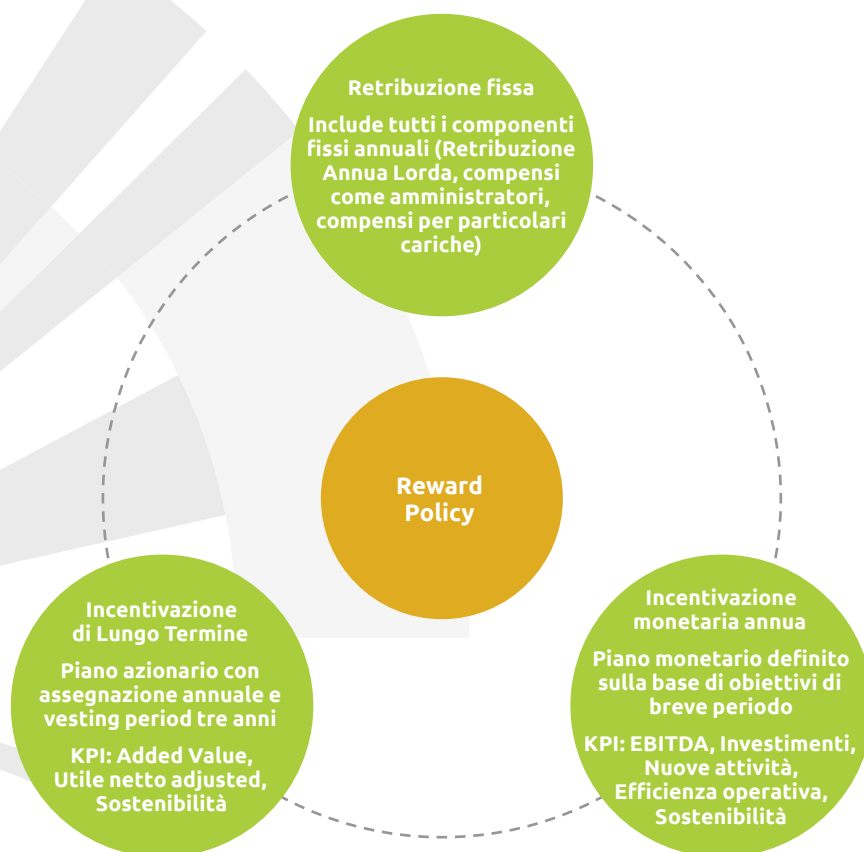 Retribuzione fissa
Include tutti i componenti
fissi annuali (Retribuzione
Annua Lorda, compensi
come amministratori,
compensi per particolari
cariche)
Reward
Policy
Incentivazione
di Lungo Termine
Piano azionario con
assegnazione annuale e
vesting period tre anni
KPI: Added Value,
Utile netto adjusted,
Sostenibilità
Incentivazione
monetaria annua
Piano monetario definito
sulla base di obiettivi di
breve periodo
KPI: EBITDA, Investimenti,
Nuove attività,
Efficienza operativa,
Sostenibilità